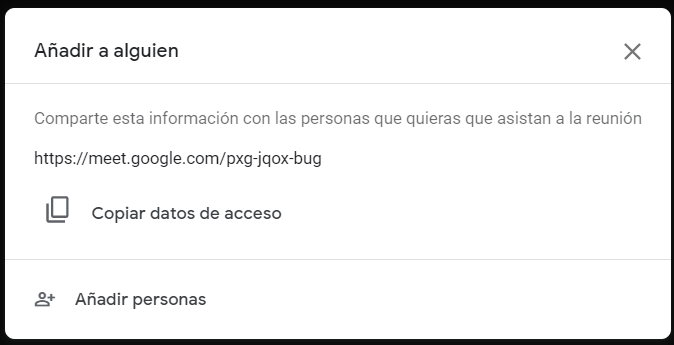 Añadir a alguien
Comparte esta información con las personas que quieras que asistan a la reunión
https://meet.google.com/pxg-jqox-bug
Copiar datos de acceso
Añadir personas